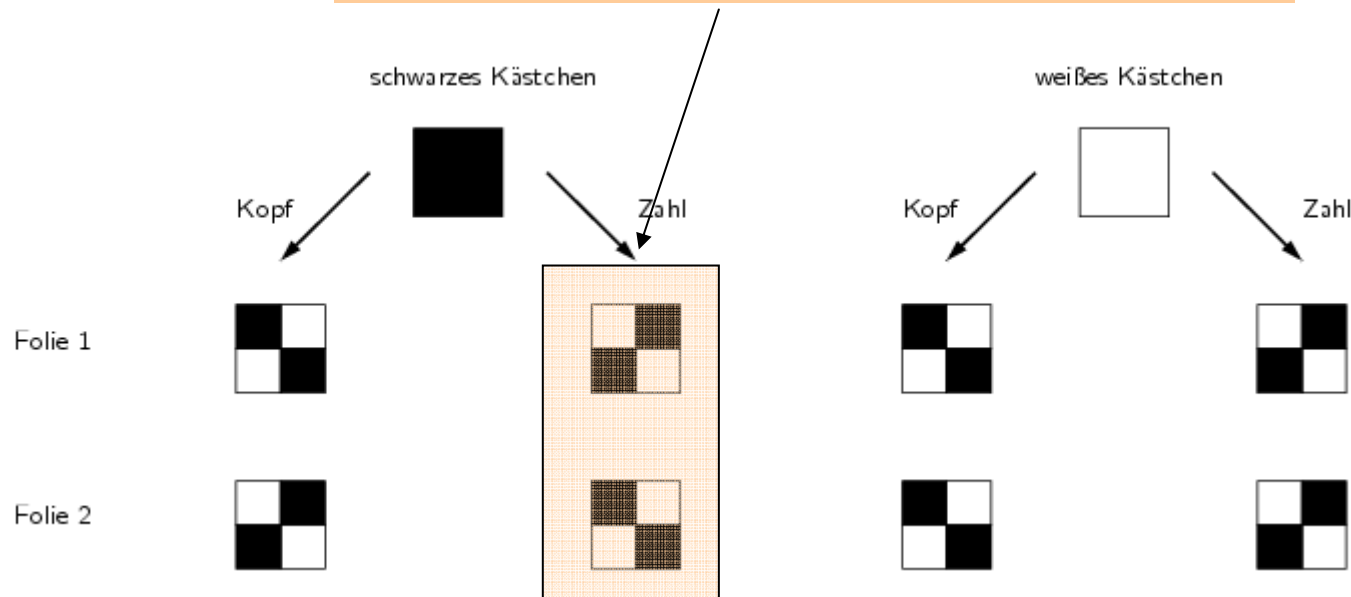 schwarzes Kästchen
weißes Kästchen
Kopf
Zahl
Kopf
Zahl
Folie 1
Folie 2